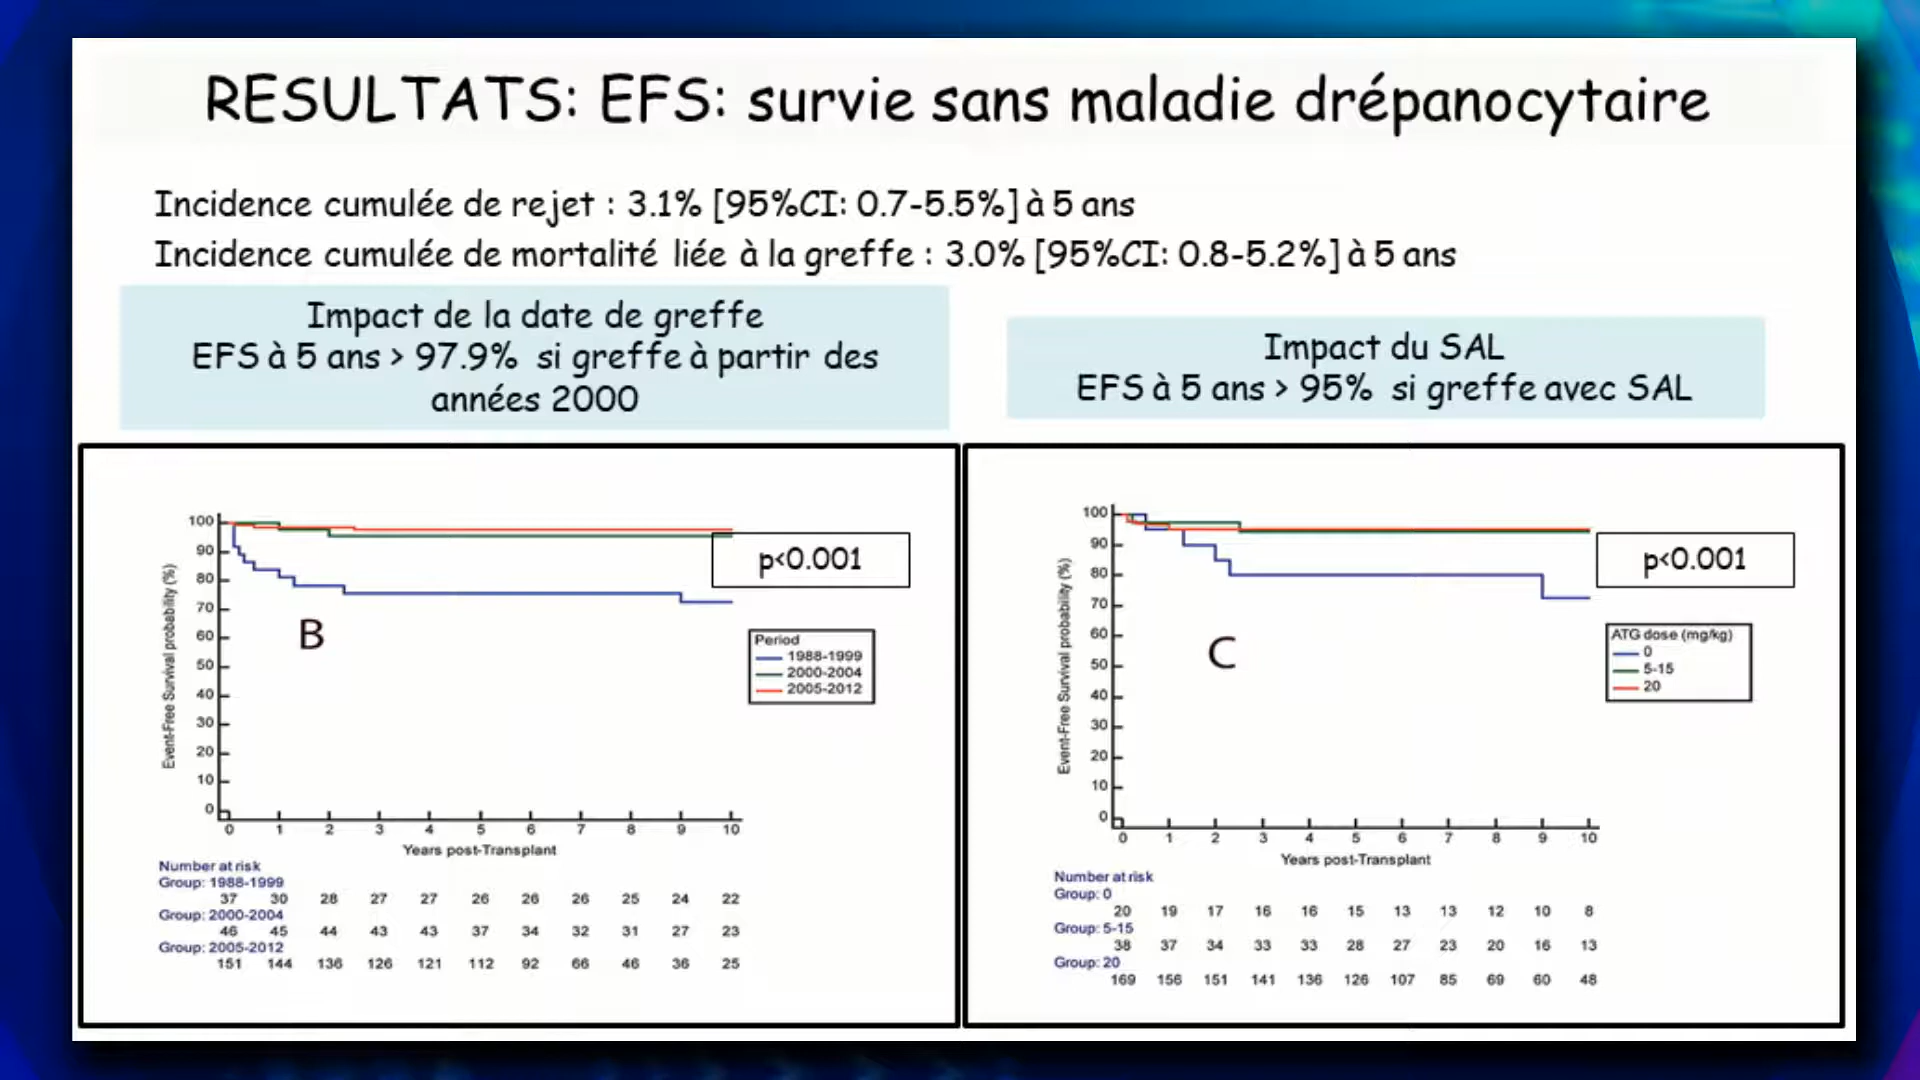 RESULTATS: EFS: survie sans maladie drépanocytaire
Incidence cumulée de rejet : 3.1% [95%CI: 0.7-5.5%] à 5 ans
Incidence cumulée de mortalité liée à la greffe : 3.0% [95%CI: 0.8-5.2%] à 5 ans
Impact de la date de greffe
EFS à 5 ans > 97.9% si greffe à partir des
années 2000
Impact du SAL
EFS à 5 ans > 95% si greffe avec SAL
Event-Free Survival probability (%)
100
90
80
70
60
50
40
30
20
10
0
B
p<0.001
Period
1988-1999
2000-2004
2005-2012
0 1 2 3 4 5 6 7 8 9 10
Years post-Transplant
Number at risk
Group: 1988-1999
37 30 28 27 27 26 26 26 25 24 22
Group: 2000-2004
46 45 44 43 43 37 34 32 31 27 23
Group: 2005-2012
151 144 136 126 121 112 92 66 46 36 25
Event-Free Survival probability (%)
100
90
80
70
60
50
40
30
20
10
0
C
p<0.001
ATG dose (mg/kg)
0
5-15
20
0 1 2 3 4 5 6 7 8 9 10
Years post-Transplant
Number at risk
Group: 0
20 19 17 16 16 15 13 13 12 10 8
Group: 5-15
38 37 34 33 33 28 27 23 20 16 13
Group: 20
169 156 151 141 136 126 107 85 69 60 48